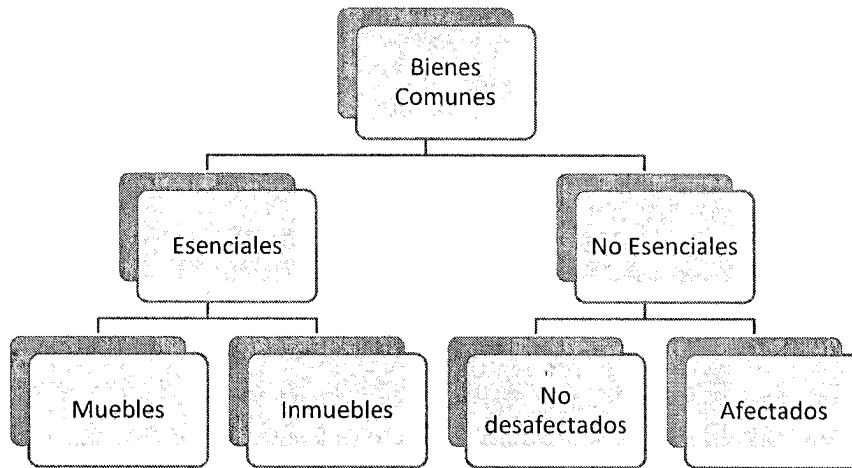 Bienes
Comunes
Esenciales
No Esenciales
Muebles
Inmuebles
No
desafectados
Afectados